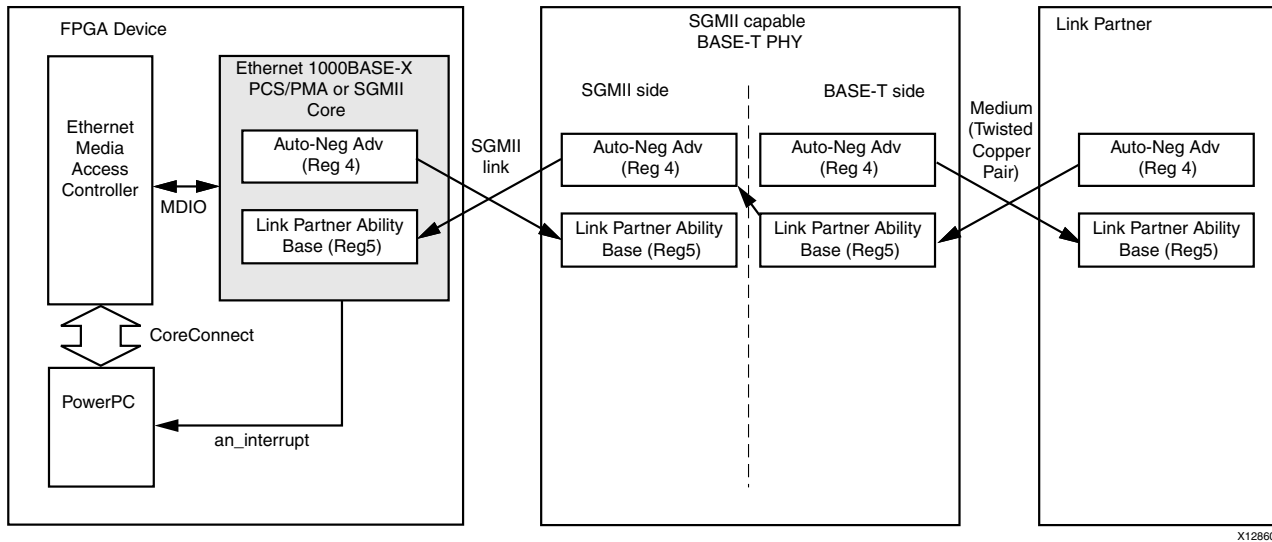 FPGA Device
Ethernet
Media
Access
Controller
MDIO
Ethernet 1000BASE-X
PCS/PMA or SGMII
Core
Auto-Neg Adv
(Reg 4)
Link Partner Ability
Base (Reg5)
CoreConnect
PowerPC
an_interrupt
SGMII
link
SGMII capable
BASE-T PHY
SGMII side
Auto-Neg Adv
(Reg 4)
Link Partner Ability
Base (Reg5)
BASE-T side
Auto-Neg Adv
(Reg 4)
Link Partner Ability
Base (Reg5)
Medium
(Twisted
Copper
Pair)
Link Partner
Auto-Neg Adv
(Reg 4)
Link Partner Ability
Base (Reg5)
X12860